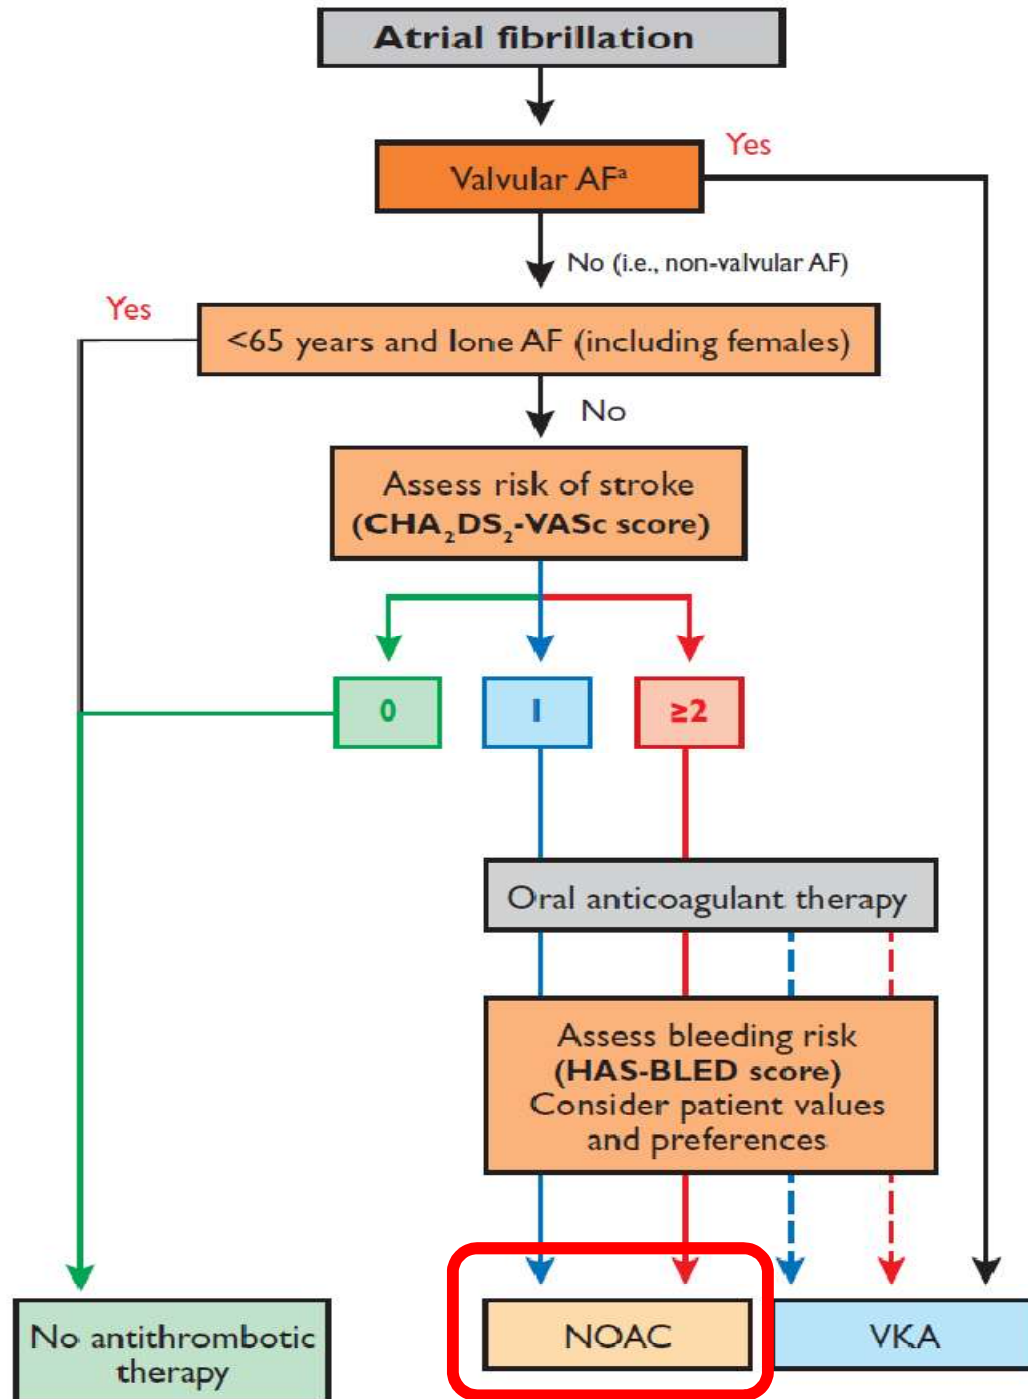 Atrial fibrillation
Yes
Valvular AFᵃ
No (i.e., non-valvular AF)
Yes
<65 years and lone AF (including females)
No
Assess risk of stroke
(CHA₂DS₂-VASc score)
0
1
≥2
Oral anticoagulant therapy
Assess bleeding risk
(HAS-BLED score)
Consider patient values
and preferences
No antithrombotic
therapy
NOAC
VKA